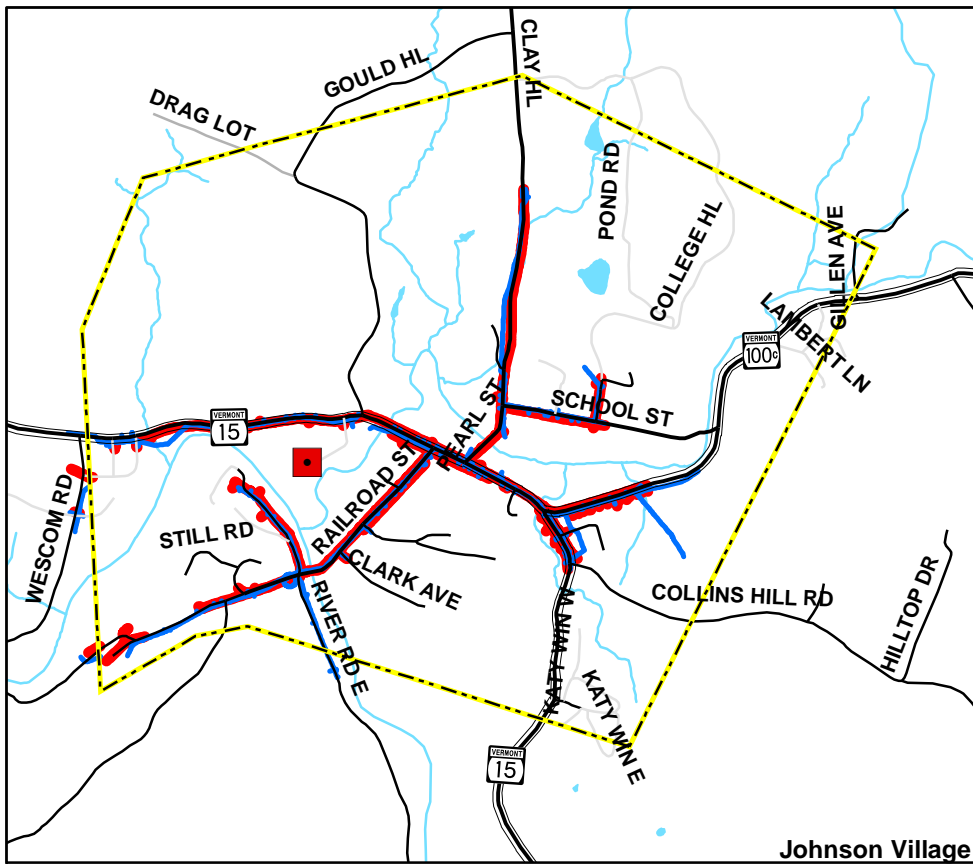 CLAY HL
GOULD HL
DRAG LOT
POND RD
COLLEGE HL
GILLEN AVE
LAMBERT LN
VERMONT
100C
SCHOOL ST
PEARL ST
VERMONT
15
RAILROAD ST
WESCOM RD
STILL RD
CLARK AVE
RIVER RD E
COLLINS HILL RD
HILLTOP DR
KATY WIN W
KATY WIN E
VERMONT
15
Johnson Village